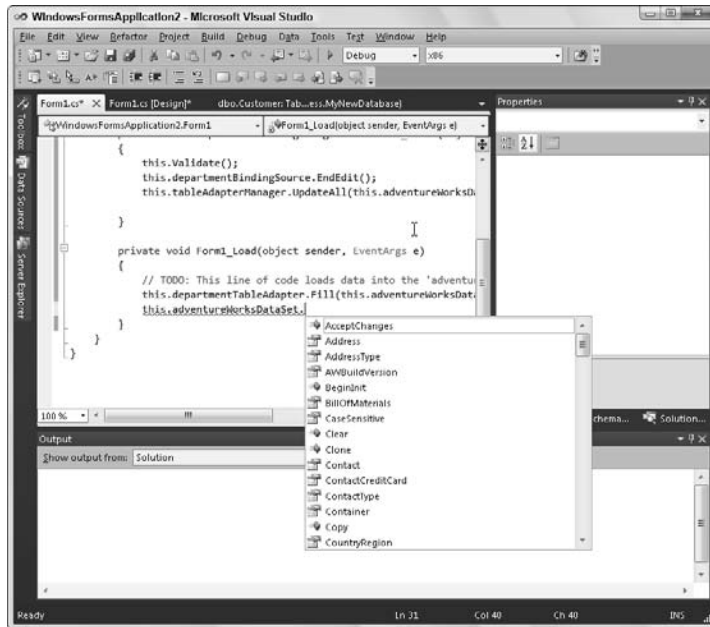 WindowsFormsApplication2 - Microsoft Visual Studio
File Edit View Refactor Project Build Debug Data Tools Test Window Help
Debug x86
Form1.cs* Form1.cs [Design]* dbo.Customer: Tab...ess.MyNewDatabase)
Properties
WindowsFormsApplication2.Form1
Form1_Load(object sender, EventArgs e)
Toolbox
Data Sources
Server Explorer
{
this.Validate();
this.departmentBindingSource.EndEdit();
this.tableAdapterManager.UpdateAll(this.adventureWorksDa
}
private void Form1_Load(object sender, EventArgs e)
{
// TODO: This line of code loads data into the 'adventur
this.departmentTableAdapter.Fill(this.adventureWorksData
this.adventureWorksDataSet.
}
}
}
AcceptChanges
Address
AddressType
AWBuildVersion
BeginInit
BillOfMaterials
CaseSensitive
Clear
Clone
Contact
ContactCreditCard
ContactType
Container
Copy
CountryRegion
100 %
chema... Solution...
Output
Show output from: Solution
Ready Ln 31 Col 40 Ch 40 INS